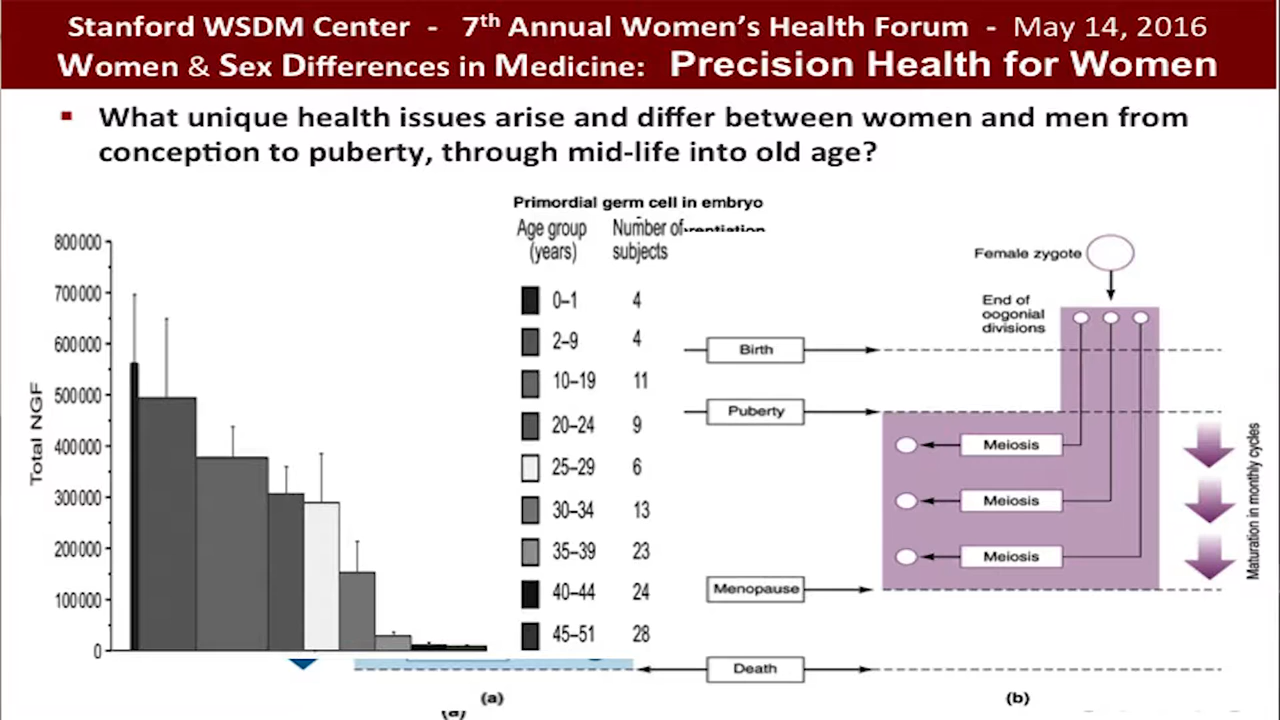 Stanford WSDM Center - 7th Annual Women's Health Forum - May 14, 2016
Women & Sex Differences in Medicine: Precision Health for Women
▪ What unique health issues arise and differ between women and men from
conception to puberty, through mid-life into old age?
Primordial germ cell in embryo
Age group
(years)
Number of
subjects
0–1 4
2–9 4
10–19 11
20–24 9
25–29 6
30–34 13
35–39 23
40–44 24
45–51 28
Total NGF
800000
700000
600000
500000
400000
300000
200000
100000
0
Female zygote
End of
oogonial
divisions
Birth
Puberty
Meiosis
Meiosis
Meiosis
Menopause
Death
Maturation in monthly cycles
(a)
(a)
(b)